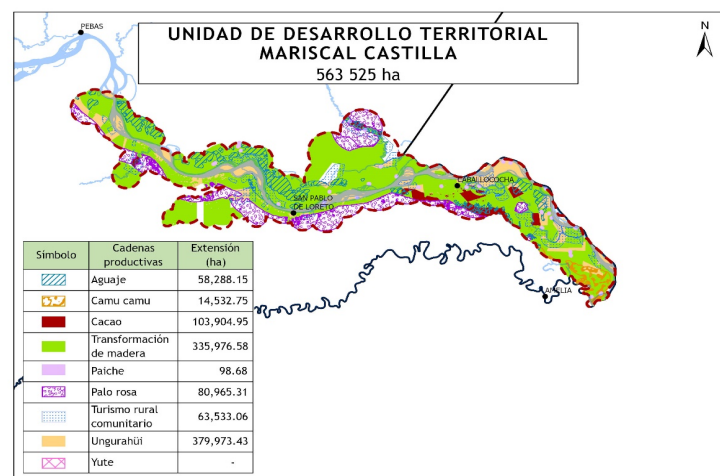 PEBAS
UNIDAD DE DESARROLLO TERRITORIAL
MARISCAL CASTILLA
563 525 ha
N
CABALLOCOCHA
SAN PABLO
DE LORETO
AMELIA
Símbolo Cadenas productivas Extensión (ha)
Aguaje 58,288.15
Camu camu 14,532.75
Cacao 103,904.95
Transformación de madera 335,976.58
Paiche 98.68
Palo rosa 80,965.31
Turismo rural comunitario 63,533.06
Ungurahüi 379,973.43
Yute -